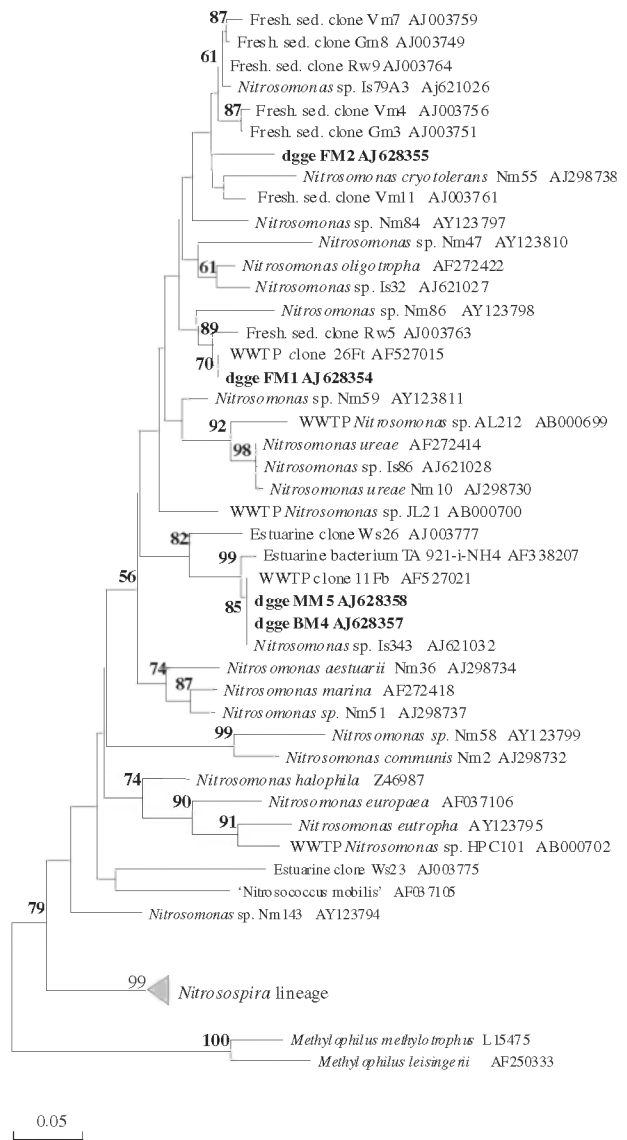 87 Fresh. sed. clone Vm7 AJ003759
Fresh. sed. clone Gm8 AJ003749
61
Fresh. sed. clone Rw9 AJ003764
Nitrosomonas sp. Is79A3 Aj621026
87 Fresh. sed. clone Vm4 AJ003756
Fresh. sed. clone Gm3 AJ003751
dgge FM2 AJ628355
Nitrosomonas cryotolerans Nm55 AJ298738
Fresh. sed. clone Vm11 AJ003761
Nitrosomonas sp. Nm84 AY123797
Nitrosomonas sp. Nm47 AY123810
61 Nitrosomonas oligotropha AF272422
Nitrosomonas sp. Is32 AJ621027
Nitrosomonas sp. Nm86 AY123798
89 Fresh. sed. clone Rw5 AJ003763
WWTP clone 26Ft AF527015
70
dgge FM1 AJ628354
Nitrosomonas sp. Nm59 AY123811
92 WWTP Nitrosomonas sp. AL212 AB000699
98 Nitrosomonas ureae AF272414
Nitrosomonas sp. Is86 AJ621028
Nitrosomonas ureae Nm10 AJ298730
WWTP Nitrosomonas sp. JL21 AB000700
82 Estuarine clone Ws26 AJ003777
99 Estuarine bacterium TA 921-i-NH4 AF338207
56 WWTP clone 11Fb AF527021
85 dgge MM5 AJ628358
dgge BM4 AJ628357
Nitrosomonas sp. Is343 AJ621032
74 Nitrosomonas aestuarii Nm36 AJ298734
87 Nitrosomonas marina AF272418
Nitrosomonas sp. Nm51 AJ298737
99 Nitrosomonas sp. Nm58 AY123799
Nitrosomonas communis Nm2 AJ298732
74 Nitrosomonas halophila Z46987
90 Nitrosomonas europaea AF037106
91 Nitrosomonas eutropha AY123795
WWTP Nitrosomonas sp. HPC101 AB000702
Estuarine clone Ws23 AJ003775
'Nitrosococcus mobilis' AF037105
79 Nitrosomonas sp. Nm143 AY123794
99 Nitrosospira lineage
100 Methylophilus methylotrophus L15475
Methylophilus leisingerii AF250333
0.05